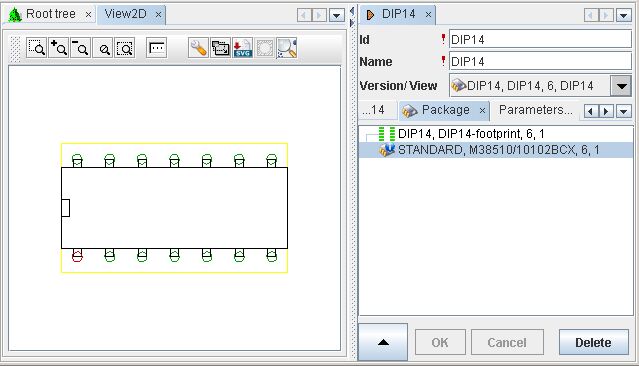 Root tree × View2D ×
SVG
DIP14 ×
Id ! DIP14
Name ! DIP14
Version/View DIP14, DIP14, 6, DIP14
...14 Package × Parameters...
DIP14, DIP14-footprint, 6, 1
STANDARD, M38510/10102BCX, 6, 1
OK Cancel Delete